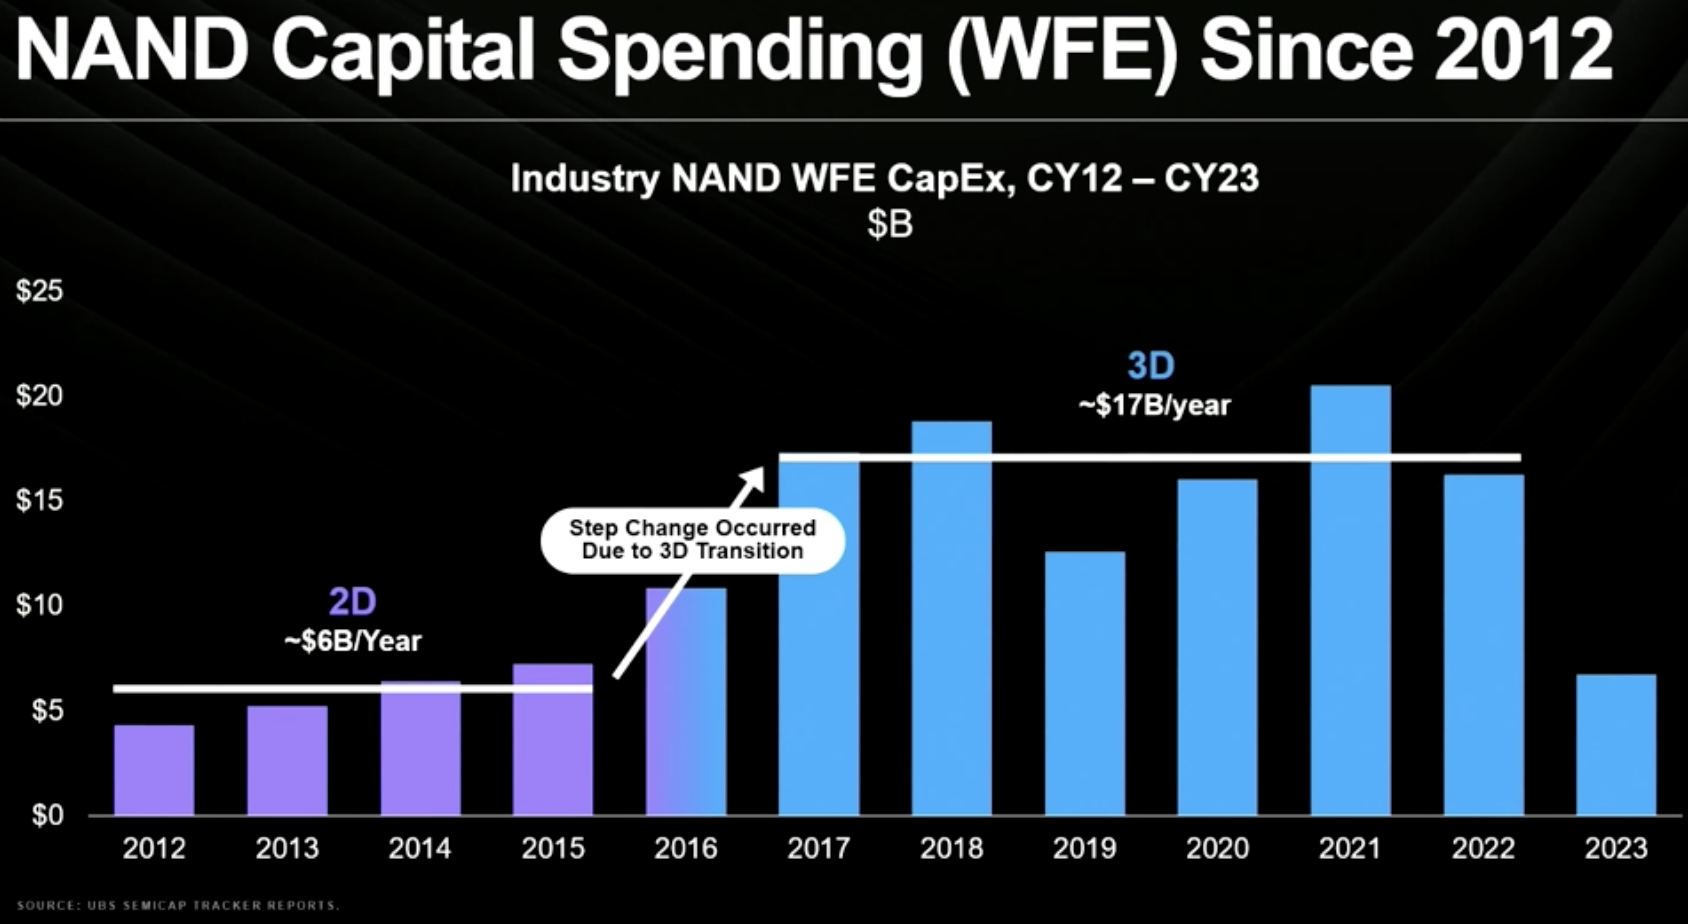 NAND Capital Spending (WFE) Since 2012
Industry NAND WFE CapEx, CY12 – CY23
$B
$25
$20
$15
$10
$5
$0
3D
~$17B/year
Step Change Occurred
Due to 3D Transition
2D
~$6B/Year
2012 2013 2014 2015 2016 2017 2018 2019 2020 2021 2022 2023
SOURCE: UBS SEMICAP TRACKER REPORTS.